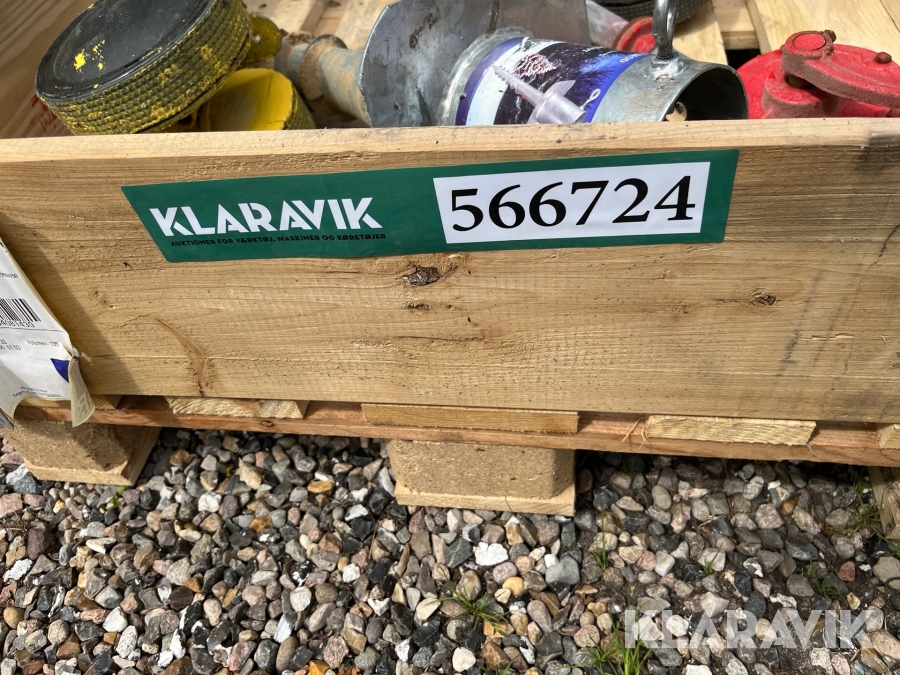 KLARAVIK
AUKTIONER FOR VÆRKTØJ, MASKINER OG KØRETØJER
566724
KLARAVIK